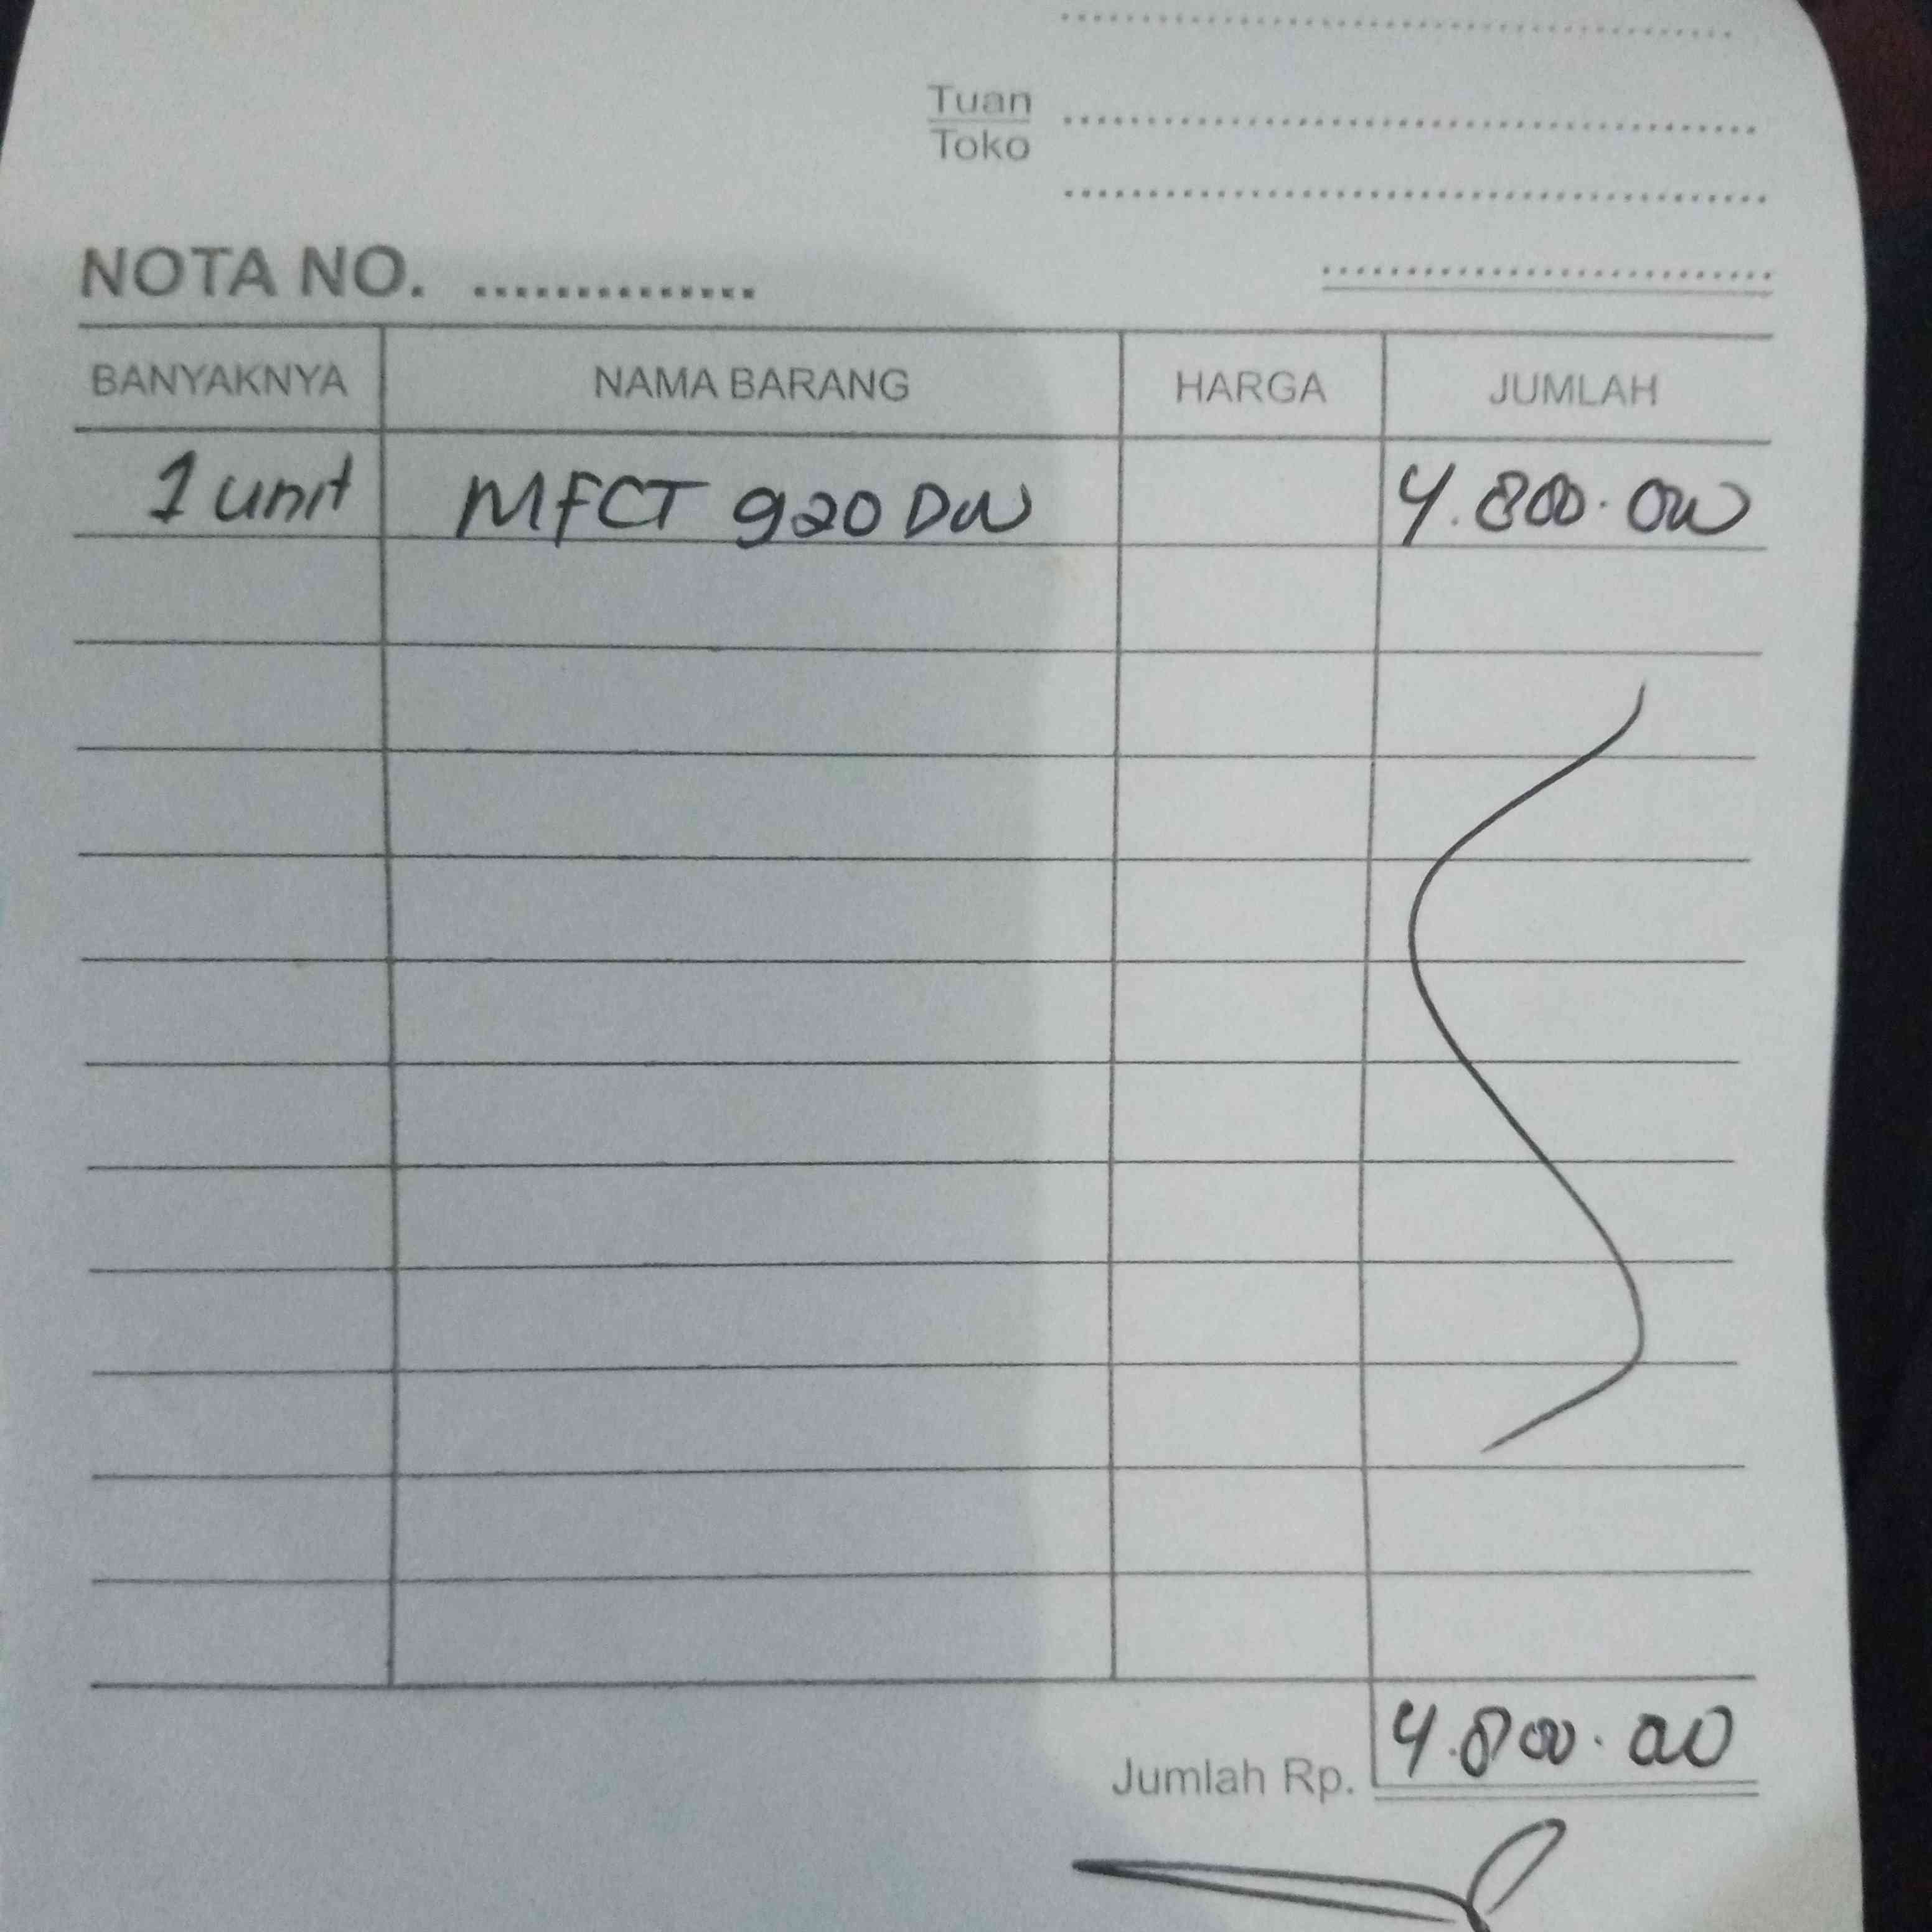 Tuan
Toko
NOTA NO. ..............
BANYAKNYA NAMA BARANG HARGA JUMLAH
1 unit MFCT 920 DW 4.800.000
Jumlah Rp. 4.800.000